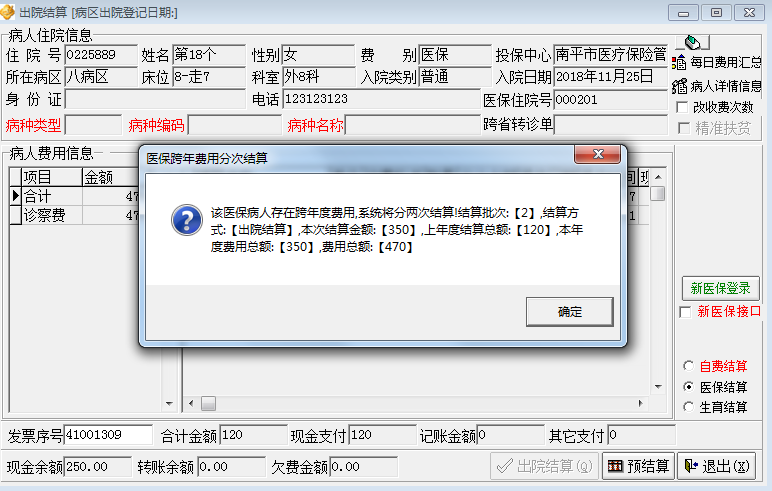 出院结算 [病区出院登记日期:]
病人住院信息
住 院 号 0225889 姓名 第18个 性别 女 费 别 医保 投保中心 南平市医疗保险管
每日费用汇总
所在病区 八病区 床位 8-走7 科室 外8科 入院类别 普通 入院日期 2018年11月25日
病人详情信息
身 份 证 电话 123123123 医保住院号 000201
改收费次数
病种类型 病种编码 病种名称 跨省转诊单
精准扶贫
病人费用信息
项目 金额
合计 47
诊察费 47
医保跨年费用分次结算
该医保病人存在跨年度费用,系统将分两次结算!结算批次:【2】,结算方
式:【出院结算】,本次结算金额:【350】,上年度结算总额:【120】,本年
度费用总额:【350】,费用总额:【470】
确定
新医保登录
新医保接口
自费结算
医保结算
生育结算
发票序号 41001309 合计金额 120 现金支付 120 记账金额 0 其它支付 0
现金余额 250.00 转账余额 0.00 欠费金额 0.00 出院结算(Q) 预结算 退出(X)